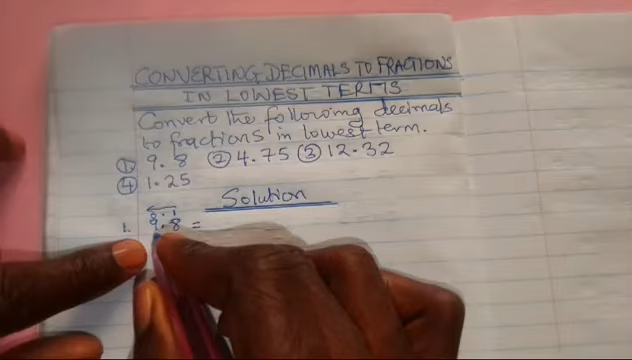 CONVERTING DECIMALS TO FRACTIONS
IN LOWEST TERMS
Convert the following decimals
to fractions in lowest term.
① 9.8 ② 4.75 ③ 12.32
④ 1.25
Solution
1. 9.8 =